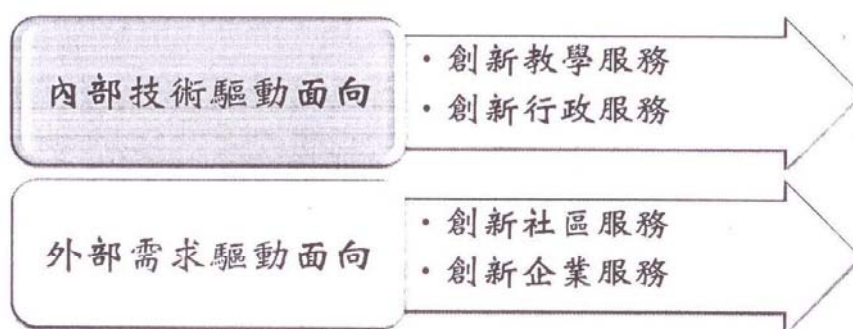 內部技術驅動面向
・創新教學服務
・創新行政服務
外部需求驅動面向
・創新社區服務
・創新企業服務